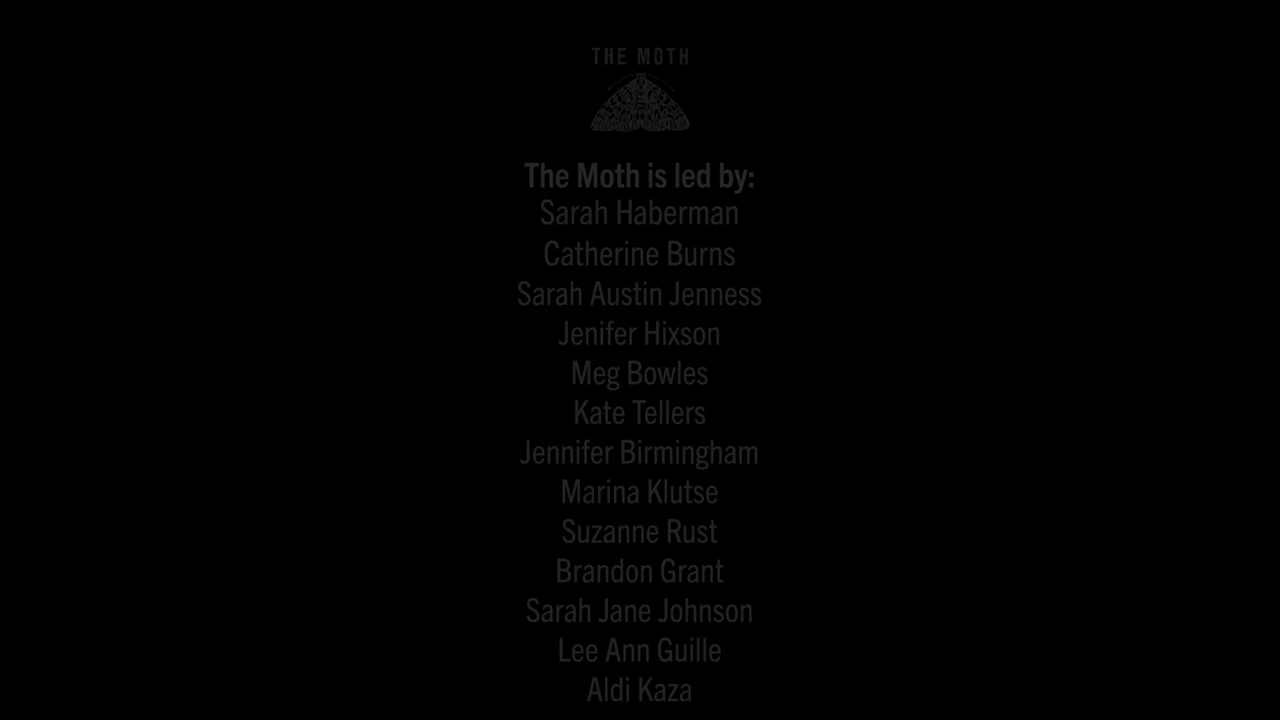 THE MOTH
The Moth is led by:
Sarah Haberman
Catherine Burns
Sarah Austin Jenness
Jenifer Hixson
Meg Bowles
Kate Tellers
Jennifer Birmingham
Marina Klutse
Suzanne Rust
Brandon Grant
Sarah Jane Johnson
Lee Ann Guille
Aldi Kaza